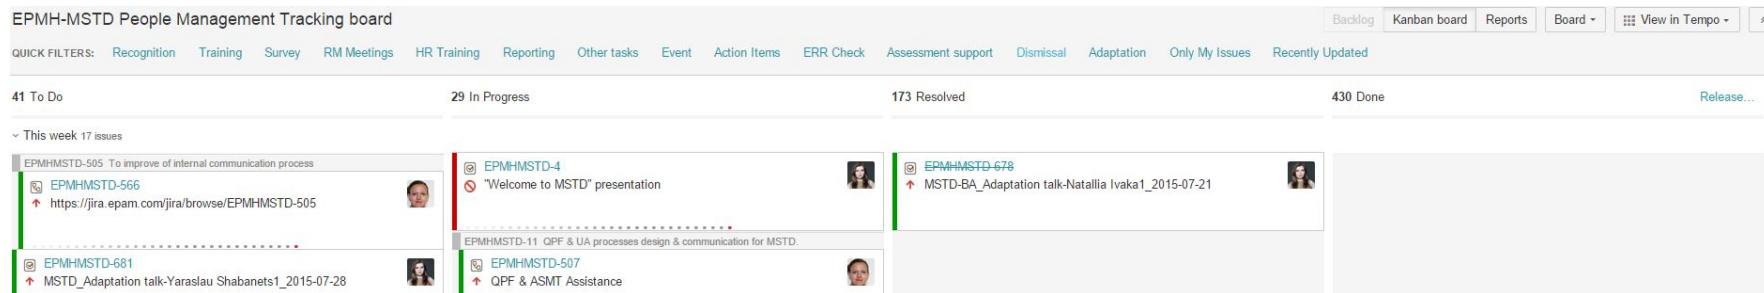 EPMH-MSTD People Management Tracking board
Backlog Kanban board Reports Board View in Tempo
QUICK FILTERS: Recognition Training Survey RM Meetings HR Training Reporting Other tasks Event Action Items ERR Check Assessment support Dismissal Adaptation Only My Issues Recently Updated
41 To Do
29 In Progress
173 Resolved
430 Done
Release...
This week 17 issues
EPMHMSTD-505 To improve of internal communication process
EPMHMSTD-566
https://jira.epam.com/jira/browse/EPMHMSTD-505
EPMHMSTD-681
MSTD_Adaptation talk-Yaraslau Shabanets1_2015-07-28
EPMHMSTD-4
"Welcome to MSTD" presentation
EPMHMSTD-11 QPF & UA processes design & communication for MSTD.
EPMHMSTD-507
QPF & ASMT Assistance
EPMHMSTD-678
MSTD-BA_Adaptation talk-Natallia Ivaka1_2015-07-21